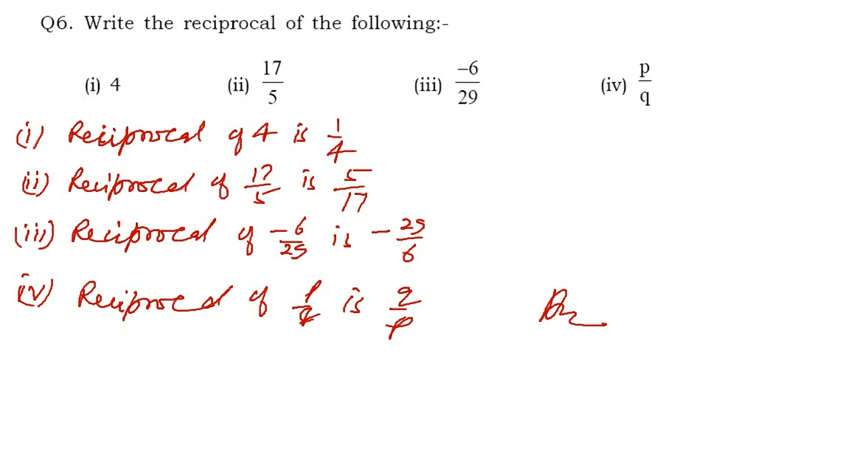 Q6. Write the reciprocal of the following:-
(i) 4 (ii) 17/5 (iii) −6/29 (iv) p/q
(i) Reciprocal of 4 is 1/4
(ii) Reciprocal of 17/5 is 5/17
(iii) Reciprocal of −6/29 is −29/6
(iv) Reciprocal of p/q is q/p